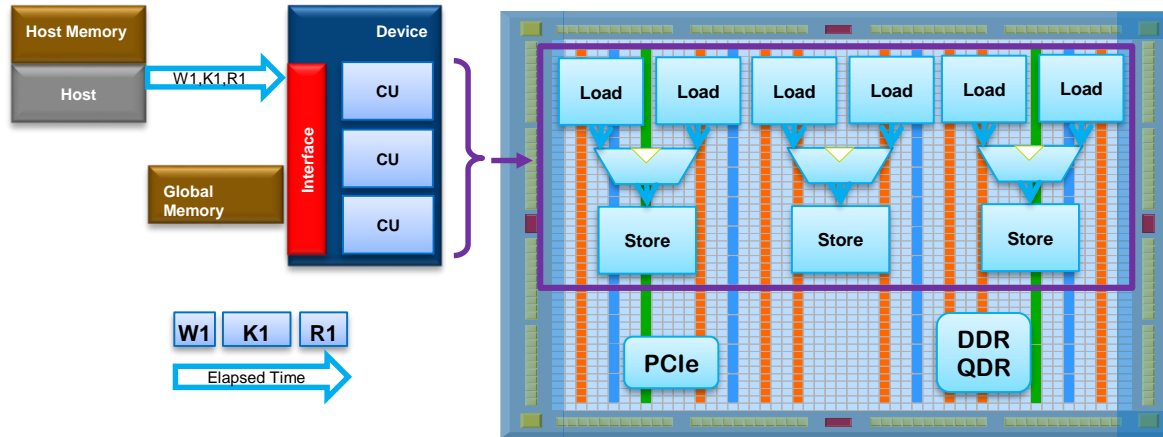 Host Memory
Host
W1,K1,R1
Device
Interface
CU
CU
CU
Global
Memory
W1 K1 R1
Elapsed Time
Load Load Load Load Load Load
Store Store Store
PCIe
DDR
QDR